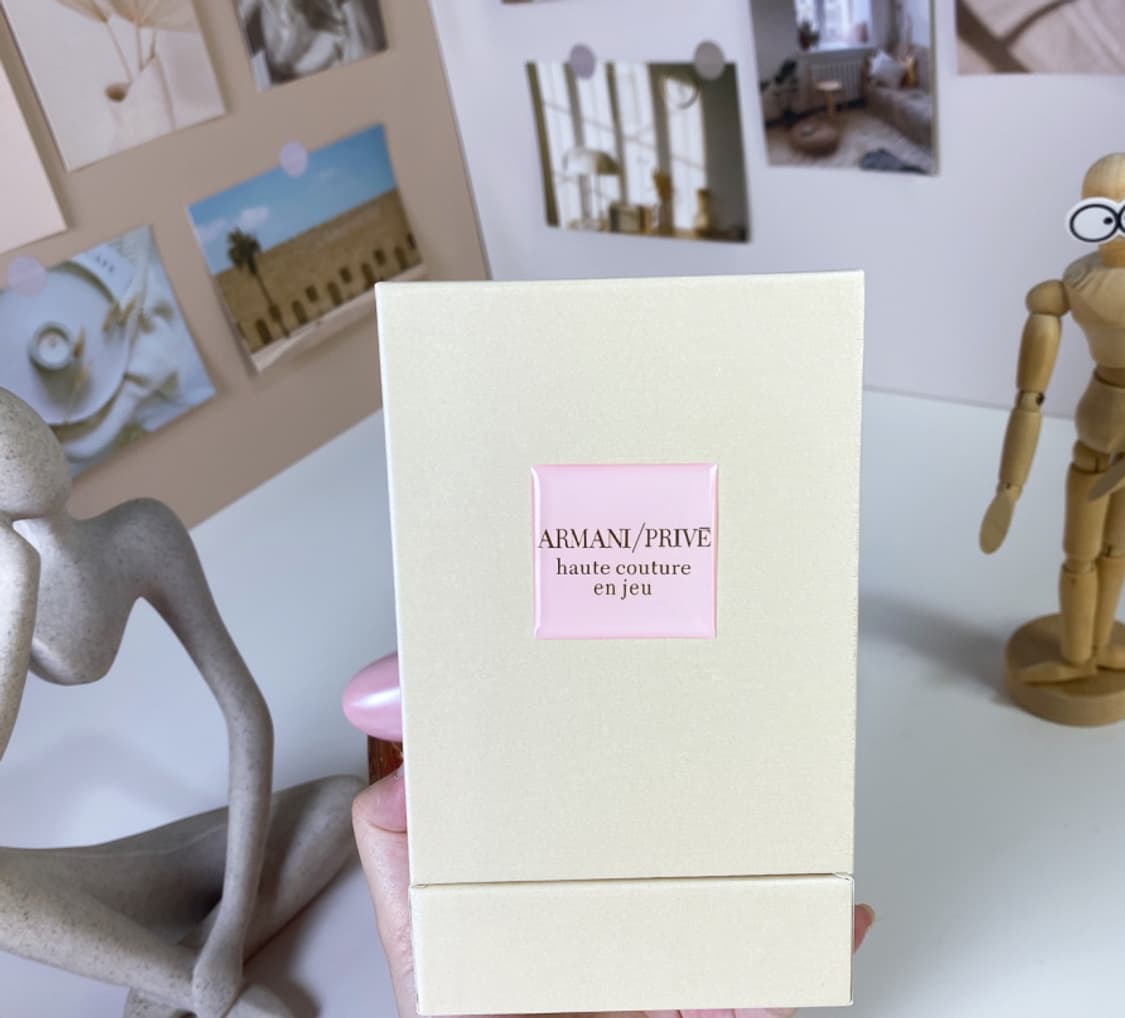 ARMANI/PRIVĒ
haute couture
en jeu